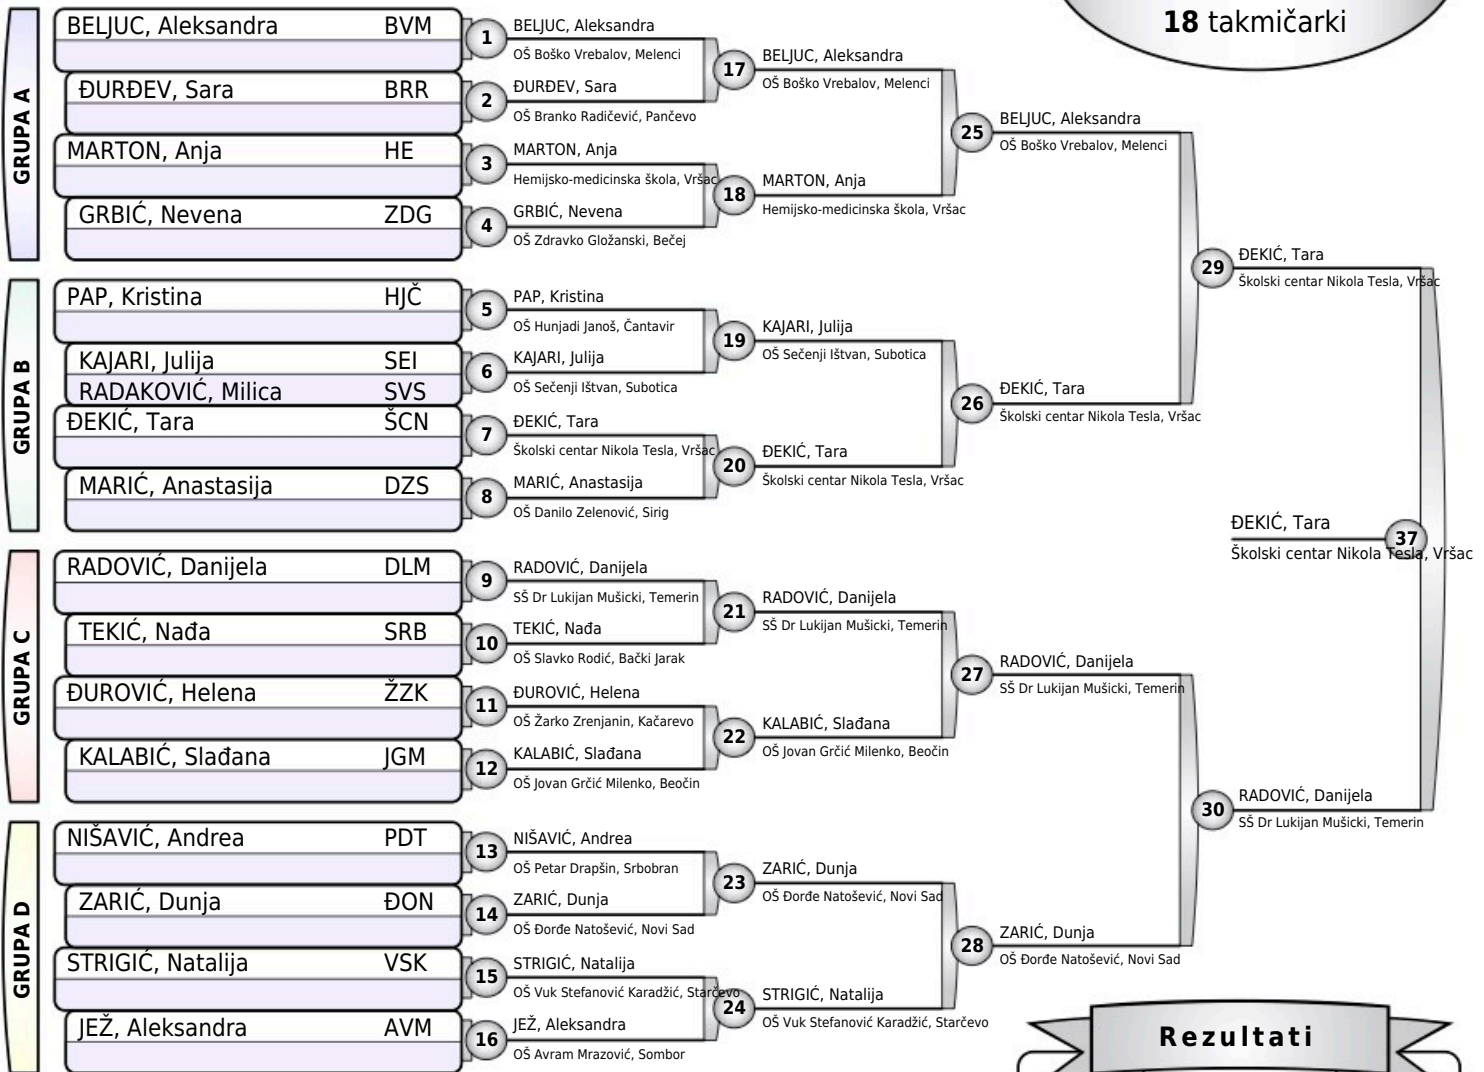 18 takmičarki
GRUPA A
BELJUC, Aleksandra BVM
ĐURĐEV, Sara BRR
MARTON, Anja HE
GRBIĆ, Nevena ZDG
GRUPA B
PAP, Kristina HJČ
KAJARI, Julija SEI
RADAKOVIĆ, Milica SVS
ĐEKIĆ, Tara ŠCN
MARIĆ, Anastasija DZS
GRUPA C
RADOVIĆ, Danijela DLM
TEKIĆ, Nađa SRB
ĐUROVIĆ, Helena ŽZK
KALABIĆ, Slađana JGM
GRUPA D
NIŠAVIĆ, Andrea PDT
ZARIĆ, Dunja ĐON
STRIGIĆ, Natalija VSK
JEŽ, Aleksandra AVM
1 BELJUC, Aleksandra
OŠ Boško Vrebalov, Melenci
2 ĐURĐEV, Sara
OŠ Branko Radičević, Pančevo
3 MARTON, Anja
Hemijsko-medicinska škola, Vršac
4 GRBIĆ, Nevena
OŠ Zdravko Gložanski, Bečej
5 PAP, Kristina
OŠ Hunjadi Janoš, Čantavir
6 KAJARI, Julija
OŠ Sečenji Ištvan, Subotica
7 ĐEKIĆ, Tara
Školski centar Nikola Tesla, Vršac
8 MARIĆ, Anastasija
OŠ Danilo Zelenović, Sirig
9 RADOVIĆ, Danijela
SŠ Dr Lukijan Mušicki, Temerin
10 TEKIĆ, Nađa
OŠ Slavko Rodić, Bački Jarak
11 ĐUROVIĆ, Helena
OŠ Žarko Zrenjanin, Kačarevo
12 KALABIĆ, Slađana
OŠ Jovan Grčić Milenko, Beočin
13 NIŠAVIĆ, Andrea
OŠ Petar Drapšin, Srbobran
14 ZARIĆ, Dunja
OŠ Đorđe Natošević, Novi Sad
15 STRIGIĆ, Natalija
OŠ Vuk Stefanović Karadžić, Starčevo
16 JEŽ, Aleksandra
OŠ Avram Mrazović, Sombor
17 BELJUC, Aleksandra
OŠ Boško Vrebalov, Melenci
18 MARTON, Anja
Hemijsko-medicinska škola, Vršac
19 KAJARI, Julija
OŠ Sečenji Ištvan, Subotica
20 ĐEKIĆ, Tara
Školski centar Nikola Tesla, Vršac
21 RADOVIĆ, Danijela
SŠ Dr Lukijan Mušicki, Temerin
22 KALABIĆ, Slađana
OŠ Jovan Grčić Milenko, Beočin
23 ZARIĆ, Dunja
OŠ Đorđe Natošević, Novi Sad
24 STRIGIĆ, Natalija
OŠ Vuk Stefanović Karadžić, Starčevo
25 BELJUC, Aleksandra
OŠ Boško Vrebalov, Melenci
26 ĐEKIĆ, Tara
Školski centar Nikola Tesla, Vršac
27 RADOVIĆ, Danijela
SŠ Dr Lukijan Mušicki, Temerin
28 ZARIĆ, Dunja
OŠ Đorđe Natošević, Novi Sad
29 ĐEKIĆ, Tara
Školski centar Nikola Tesla, Vršac
30 RADOVIĆ, Danijela
SŠ Dr Lukijan Mušicki, Temerin
ĐEKIĆ, Tara 37
Školski centar Nikola Tesla, Vršac
Rezultati